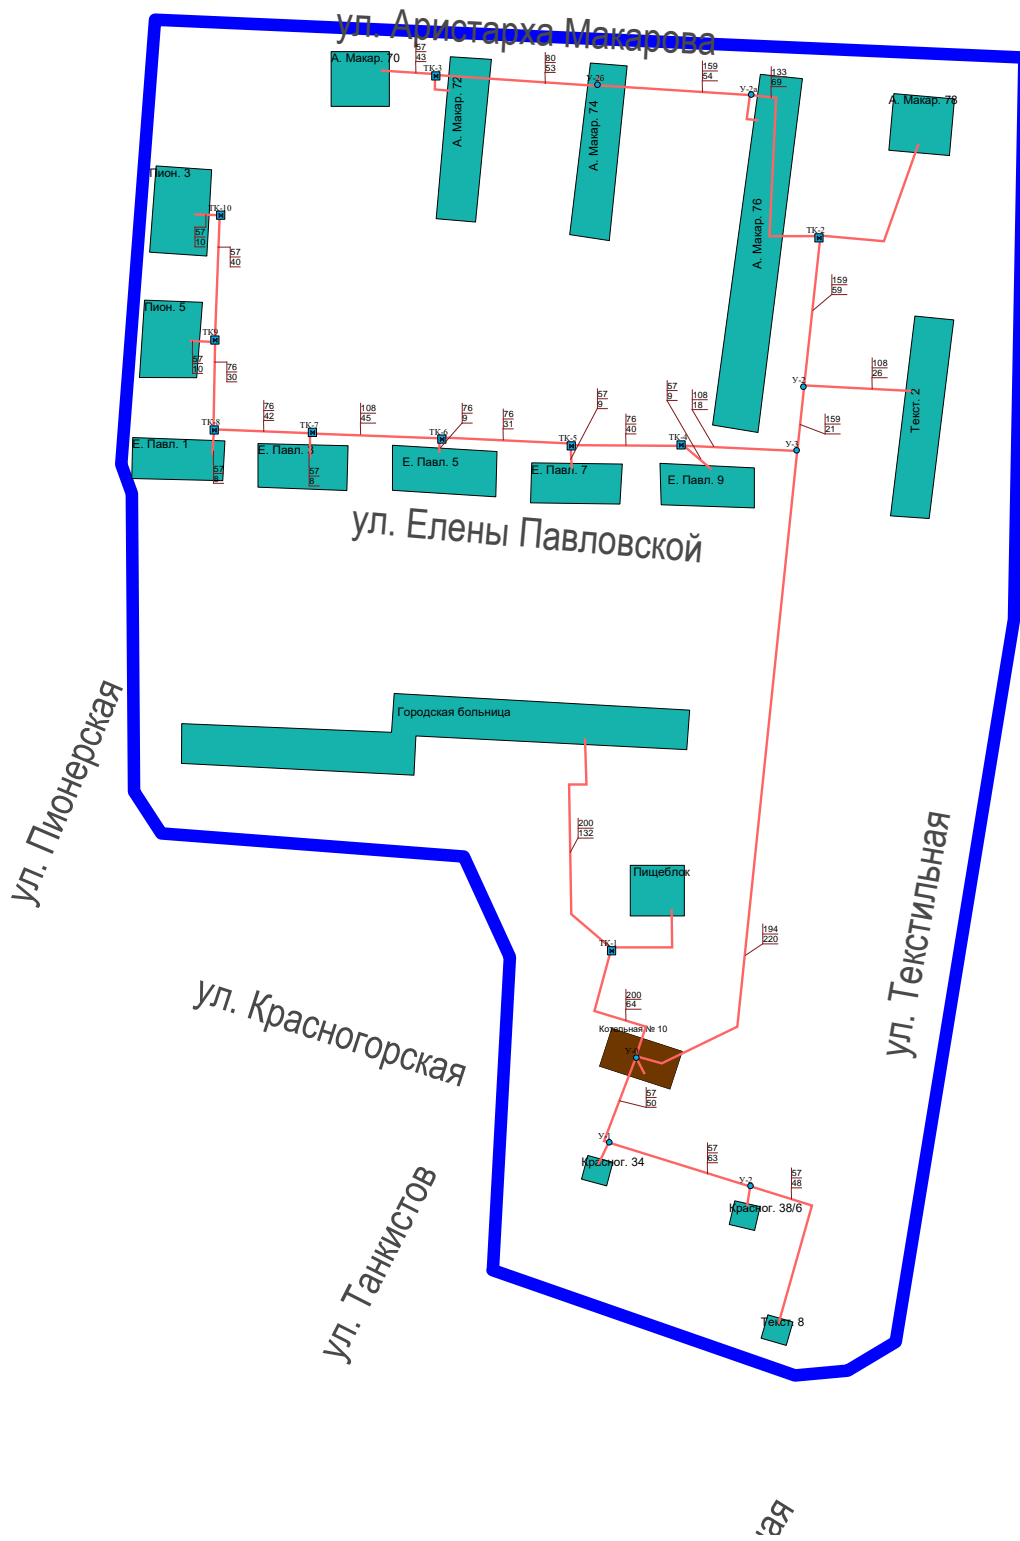 ул. Аристарха Макарова
А. Макар. 70
57
43
ТК-3
80
53
У-2б
159
54
133
69
У-2а
А. Макар. 72
А. Макар. 74
А. Макар. 76
А. Макар. 78
Пион. 3
ТК-10
57
10
57
40
ТК-2
159
59
Пион. 5
ТК9
57
10
76
30
У-2
108
26
Текст. 2
159
21
У-3
76
42
ТК-8
ТК-7
108
45
ТК-6
76
9
76
31
57
9
ТК-5
76
40
57
9
108
18
ТК-4
Е. Павл. 1
57
8
Е. Павл. 3
57
8
Е. Павл. 5
Е. Павл. 7
Е. Павл. 9
ул. Елены Павловской
ул. Пионерская
Городская больница
200
132
Пищеблок
ТК-1
194
220
ул. Текстильная
ул. Красногорская
200
64
Котельная № 10
У-0
57
50
У-1
Красног. 34
57
63
У-2
57
48
Красног. 38/6
ул. Танкистов
Текст. 8
ная